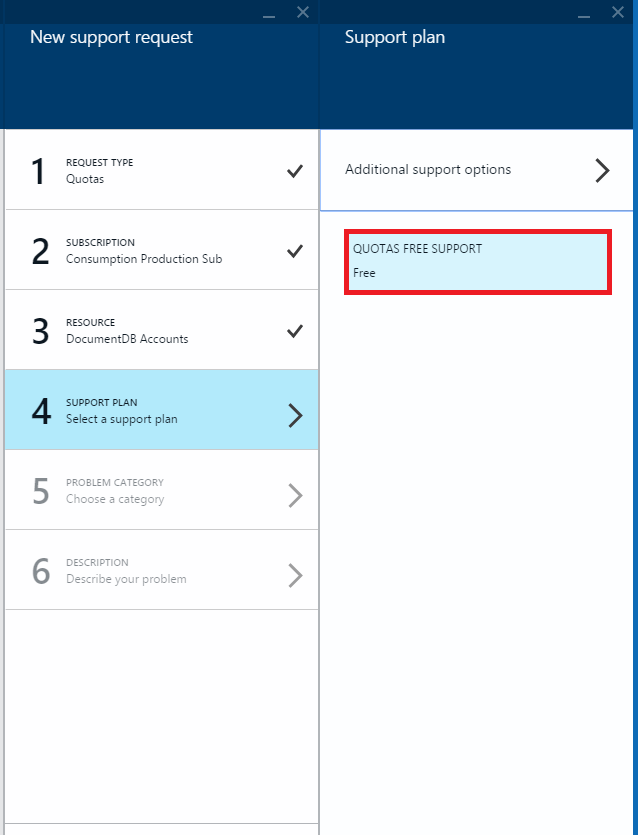 New support request
1
REQUEST TYPE
Quotas
2
SUBSCRIPTION
Consumption Production Sub
3
RESOURCE
DocumentDB Accounts
4
SUPPORT PLAN
Select a support plan
5
PROBLEM CATEGORY
Choose a category
6
DESCRIPTION
Describe your problem
Support plan
Additional support options
QUOTAS FREE SUPPORT
Free